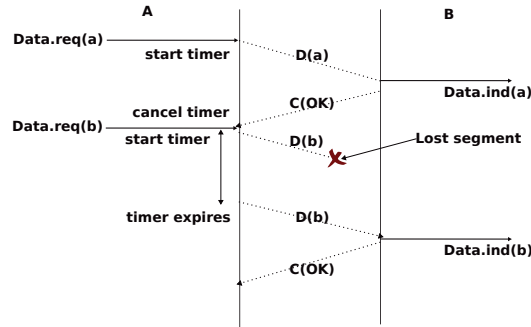 A
B
Data.req(a)
start timer
D(a)
Data.ind(a)
C(OK)
cancel timer
Data.req(b)
start timer
D(b)
Lost segment
timer expires
D(b)
Data.ind(b)
C(OK)